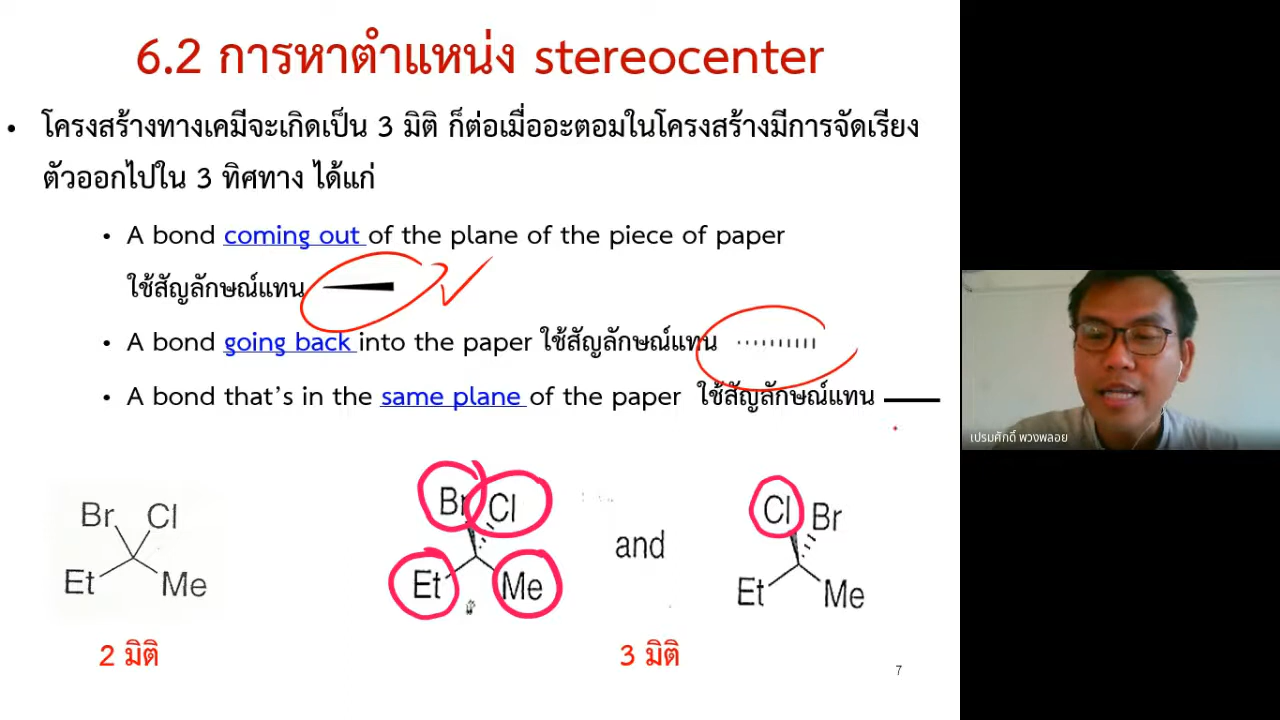 6.2 การหาตำแหน่ง stereocenter
• โครงสร้างทางเคมีจะเกิดเป็น 3 มิติ ก็ต่อเมื่ออะตอมในโครงสร้างมีการจัดเรียง
ตัวออกไปใน 3 ทิศทาง ได้แก่
• A bond coming out of the plane of the piece of paper
ใช้สัญลักษณ์แทน
• A bond going back into the paper ใช้สัญลักษณ์แทน
• A bond that's in the same plane of the paper ใช้สัญลักษณ์แทน
เปรมศักดิ์ พวงพลอย
Br Cl
Et Me
Br Cl
Et Me
and
Cl Br
Et Me
2 มิติ
3 มิติ
7